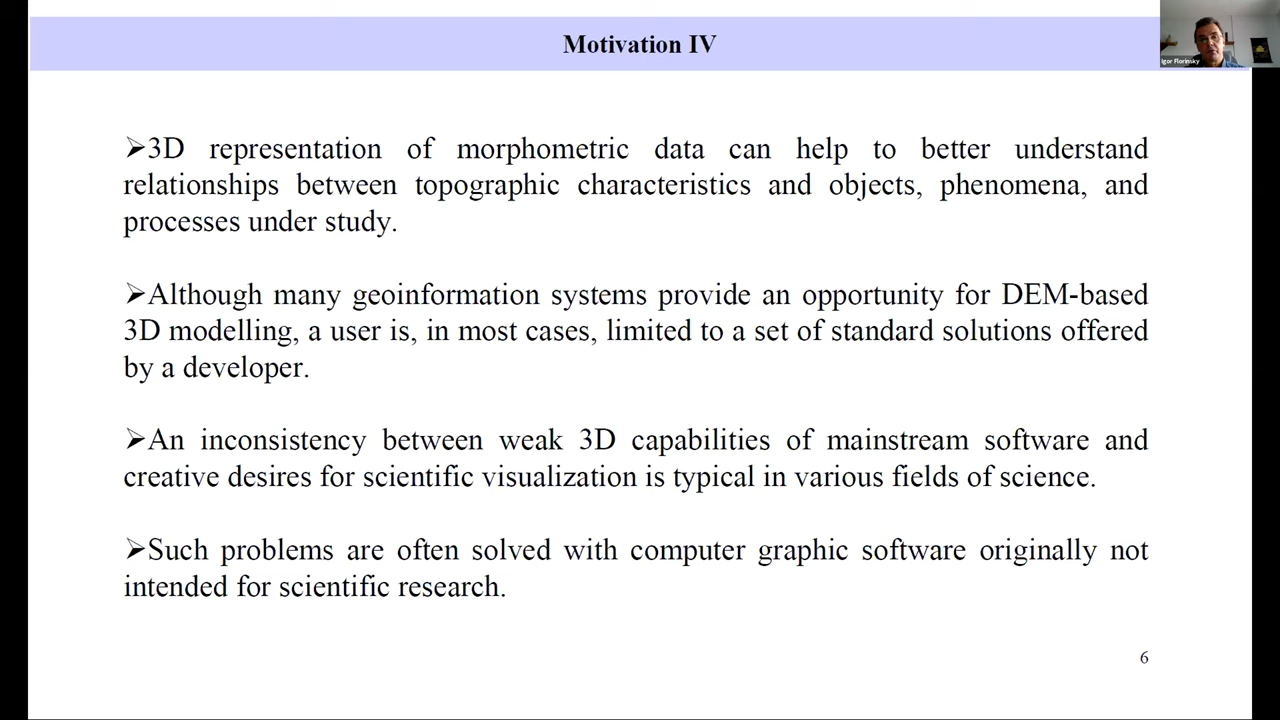 Motivation IV
Igor Florinsky
➢3D representation of morphometric data can help to better understand
relationships between topographic characteristics and objects, phenomena, and
processes under study.
➢Although many geoinformation systems provide an opportunity for DEM-based
3D modelling, a user is, in most cases, limited to a set of standard solutions offered
by a developer.
➢An inconsistency between weak 3D capabilities of mainstream software and
creative desires for scientific visualization is typical in various fields of science.
➢Such problems are often solved with computer graphic software originally not
intended for scientific research.
6